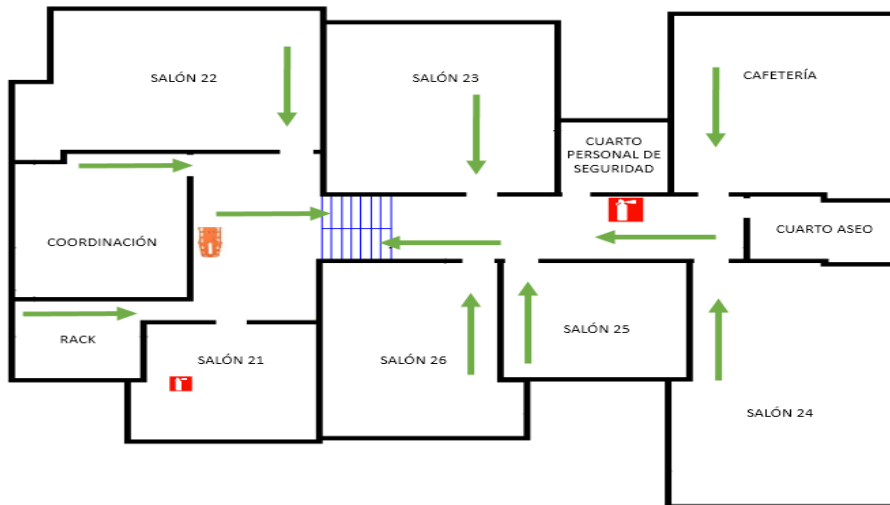 SALÓN 22
SALÓN 23
CAFETERÍA
CUARTO
PERSONAL DE
SEGURIDAD
COORDINACIÓN
CUARTO ASEO
RACK
SALÓN 21
SALÓN 26
SALÓN 25
SALÓN 24